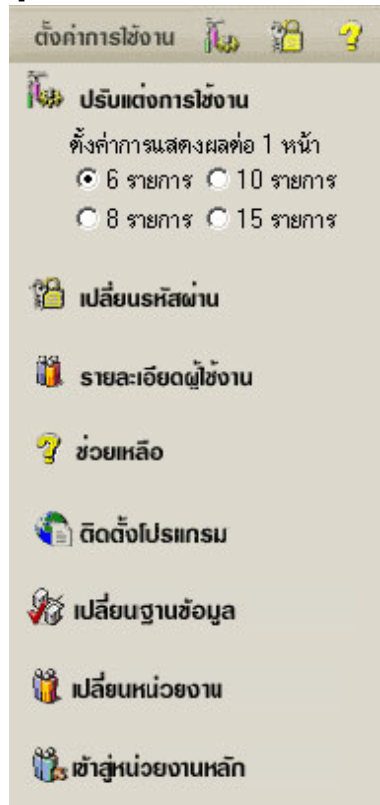 ตั้งค่าการใช้งาน
ปรับแต่งการใช้งาน
ตั้งค่าการแสดงผลต่อ 1 หน้า
6 รายการ 10 รายการ
8 รายการ 15 รายการ
เปลี่ยนรหัสผ่าน
รายละเอียดผู้ใช้งาน
ช่วยเหลือ
ติดตั้งโปรแกรม
เปลี่ยนฐานข้อมูล
เปลี่ยนหน่วยงาน
เข้าสู่หน่วยงานหลัก